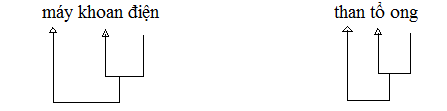 máy khoan điện
than tổ ong